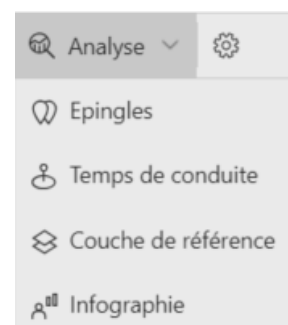 Analyse
Epingles
Temps de conduite
Couche de référence
Infographie